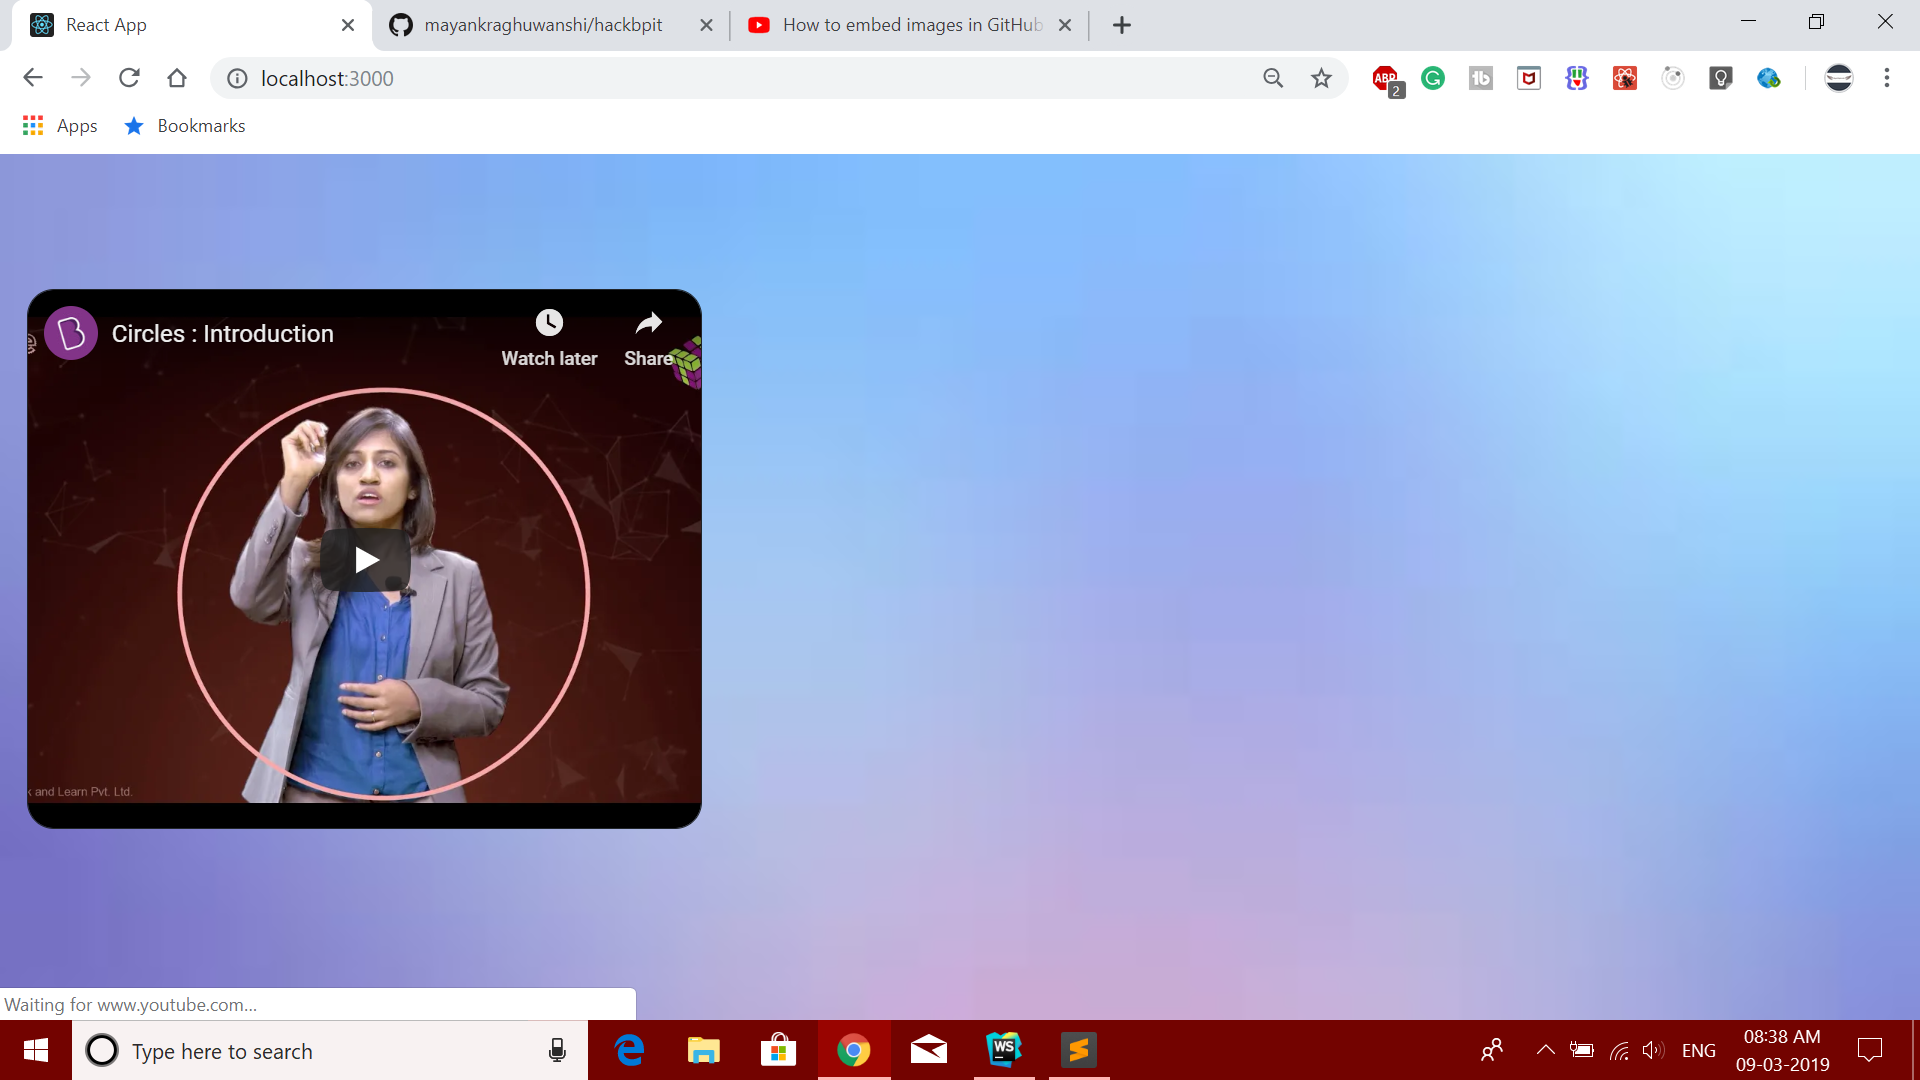 React App
mayankraghuwanshi/hackbpit
How to embed images in GitHub
localhost:3000
ABP
2
Apps
Bookmarks
Circles : Introduction
Watch later
Share
and Learn Pvt. Ltd.
Waiting for www.youtube.com...
Type here to search
WS
ENG
08:38 AM
09-03-2019